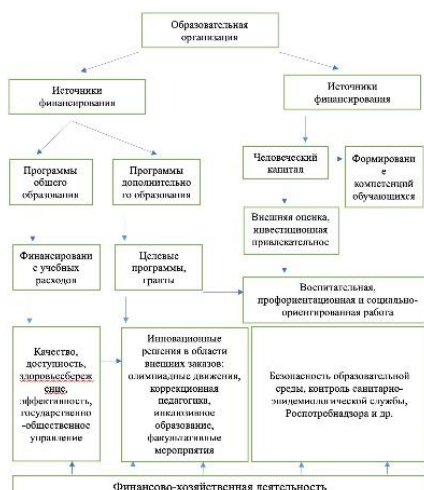 Образовательная
организация
Источники
финансирования
Источники
финансирования
Программы
общего
образования
Программы
дополнительно
го образования
Человеческий
капитал
Формировани
е
компетенций
обучающихся
Внешняя оценка,
инвестиционная
привлекательное
Финансировани
е учебных
расходов
Целевые
программы,
гранты
Воспитательная,
профориентационная и социально-
ориентированная работа
Качество,
доступность,
здоровьесбереж
ение,
эффективность,
государственно
-общественное
управление
Инновационные
решения в области
внешних заказов:
олимпиадные движения,
коррекционная
педагогика,
инклюзивное
образование,
факультативные
мероприятия
Безопасность образовательной
среды, контроль санитарно-
эпидемиологической службы,
Роспотребнадзора и др.
Финансово-хозяйственная деятельность